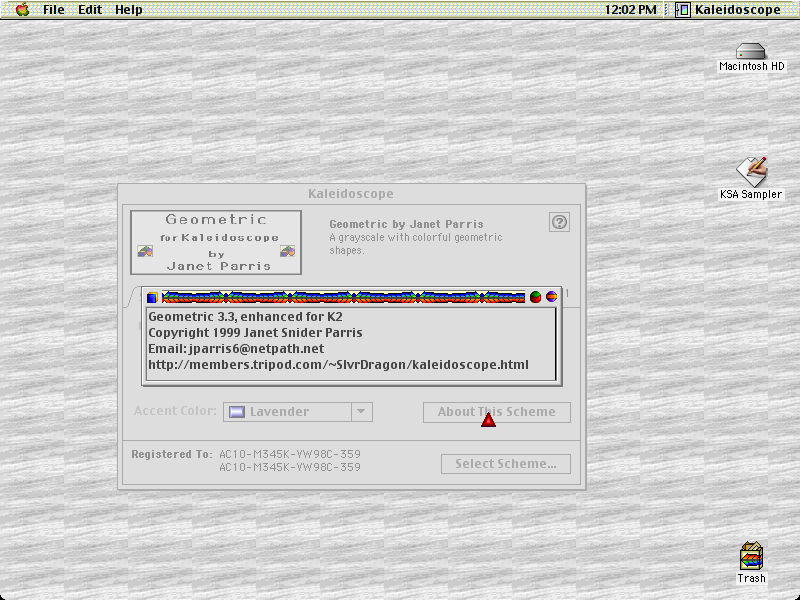 File Edit Help 12:02 PM Kaleidoscope
Macintosh HD
KSA Sampler
Kaleidoscope
Geometric
for Kaleidoscope
by
Janet Parris
Geometric by Janet Parris
A grayscale with colorful geometric
shapes.
?
1
Geometric 3.3, enhanced for K2
Copyright 1999 Janet Snider Parris
Email: jparris6@netpath.net
http://members.tripod.com/~SlvrDragon/kaleidoscope.html
Accent Color: Lavender
About This Scheme
Registered To: AC10-M345K-YW98C-359
AC10-M345K-YW98C-359
Select Scheme...
Trash